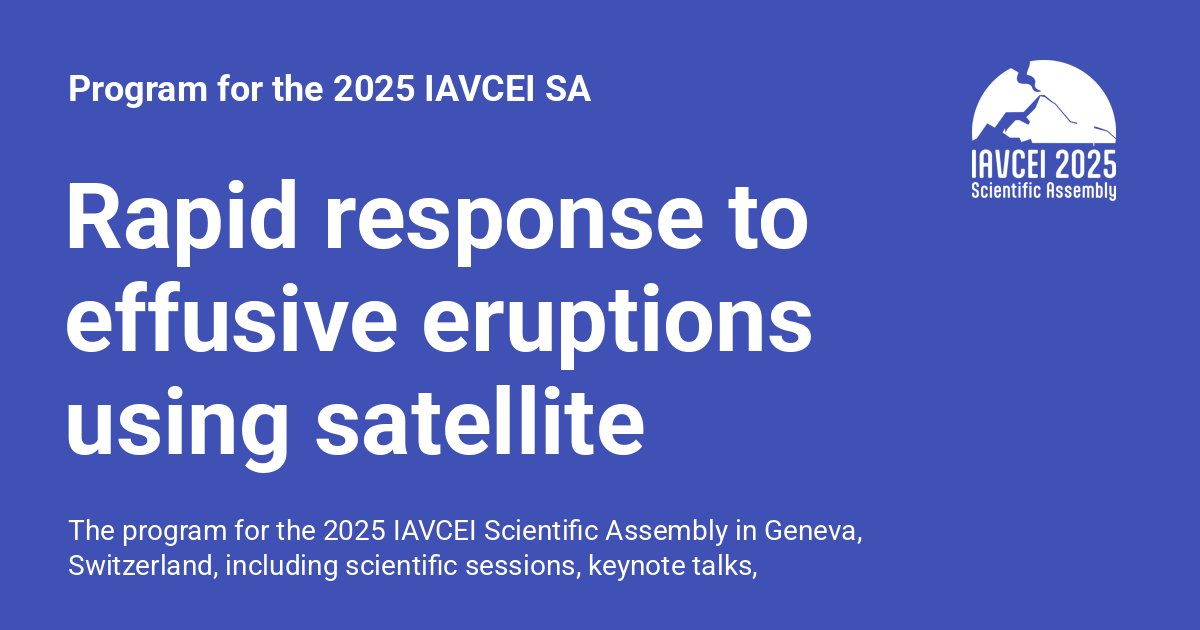 Program for the 2025 IAVCEI SA
IAVCEI 2025
Scientific Assembly
Rapid response to
effusive eruptions
using satellite
The program for the 2025 IAVCEI Scientific Assembly in Geneva,
Switzerland, including scientific sessions, keynote talks,